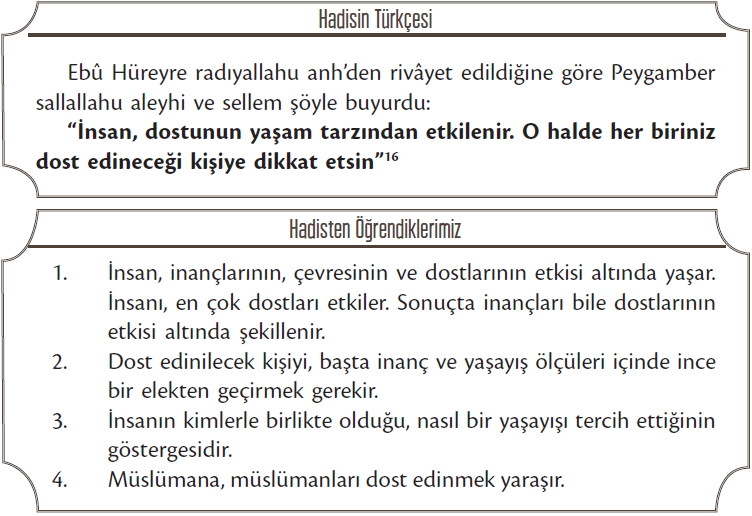 Hadisin Türkçesi
Ebû Hüreyre radıyallahu anh’den rivâyet edildiğine göre Peygamber
sallallahu aleyhi ve sellem şöyle buyurdu:
“İnsan, dostunun yaşam tarzından etkilenir. O halde her biriniz
dost edineceği kişiye dikkat etsin”16
Hadisten Öğrendiklerimiz
1. İnsan, inançlarının, çevresinin ve dostlarının etkisi altında yaşar.
İnsanı, en çok dostları etkiler. Sonuçta inançları bile dostlarının
etkisi altında şekillenir.
2. Dost edinilecek kişiyi, başta inanç ve yaşayış ölçüleri içinde ince
bir elekten geçirmek gerekir.
3. İnsanın kimlerle birlikte olduğu, nasıl bir yaşayışı tercih ettiğinin
göstergesidir.
4. Müslümana, müslümanları dost edinmek yaraşır.